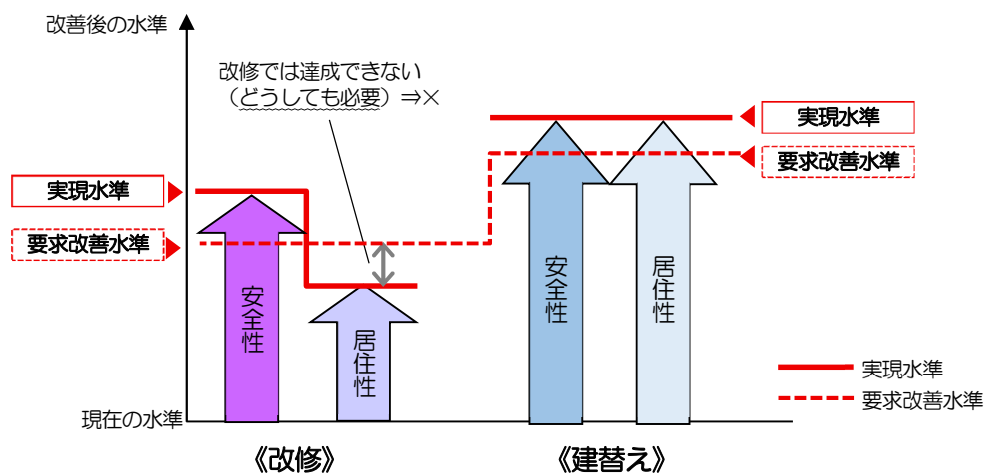 改善後の水準
改修では達成できない
（どうしても必要）⇒×
実現水準
要求改善水準
実現水準
要求改善水準
安全性
居住性
安全性
居住性
実現水準
要求改善水準
現在の水準
《改修》
《建替え》